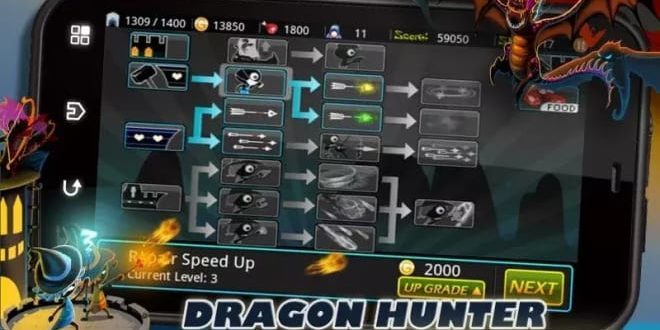 1309 / 1400 13850 1800 11 Score: 59050
FOOD
Repair Speed Up
Current Level: 3
2000
UP GRADE
NEXT
DRAGON HUNTER